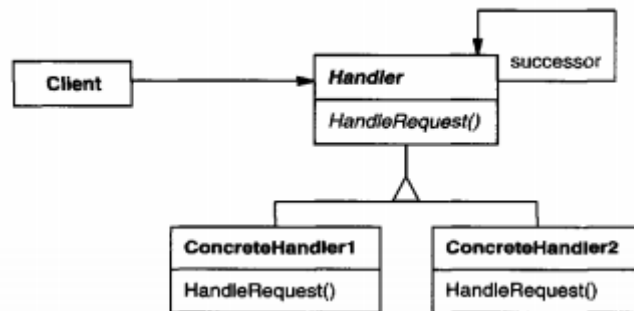 successor
Client
Handler
HandleRequest()
ConcreteHandler1
ConcreteHandler2
HandleRequest()
HandleRequest()